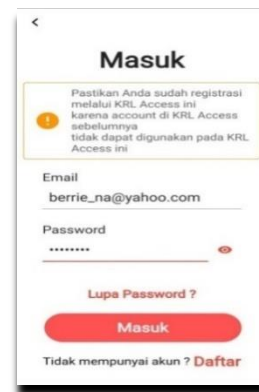 Masuk
Pastikan Anda sudah registrasi
melalui KRL Access ini
karena account di KRL Access
sebelumnya
tidak dapat digunakan pada KRL
Access ini
Email
berrie_na@yahoo.com
Password
••••••••
Lupa Password ?
Masuk
Tidak mempunyai akun ? Daftar